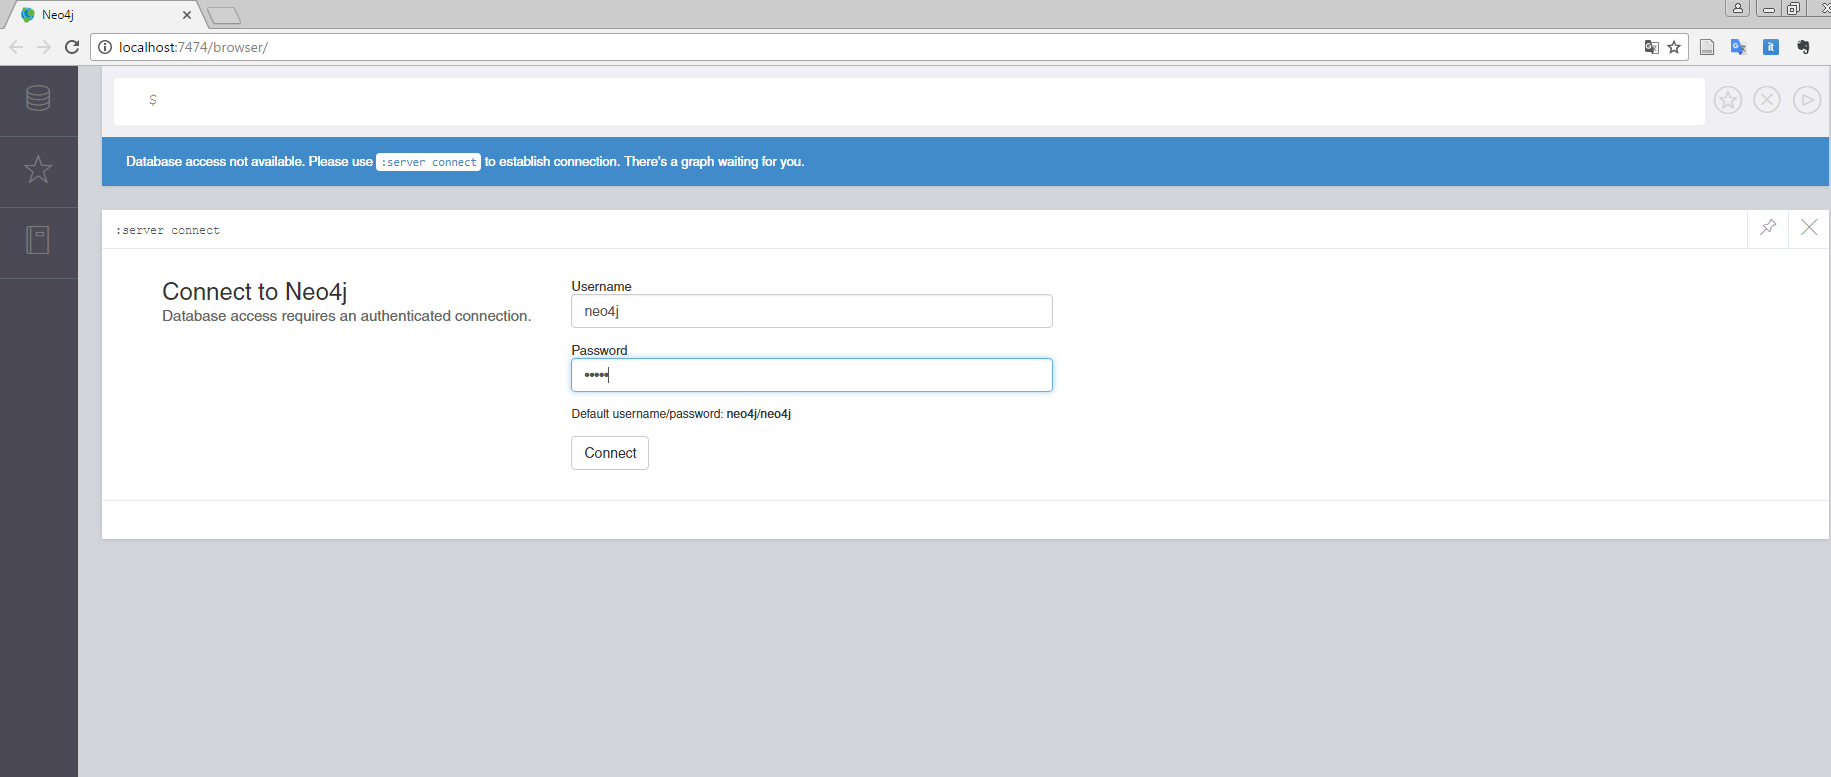 Neo4j
localhost:7474/browser/
it
$
Database access not available. Please use :server connect to establish connection. There's a graph waiting for you.
:server connect
Connect to Neo4j
Database access requires an authenticated connection.
Username
neo4j
Password
•••••
Default username/password: neo4j/neo4j
Connect